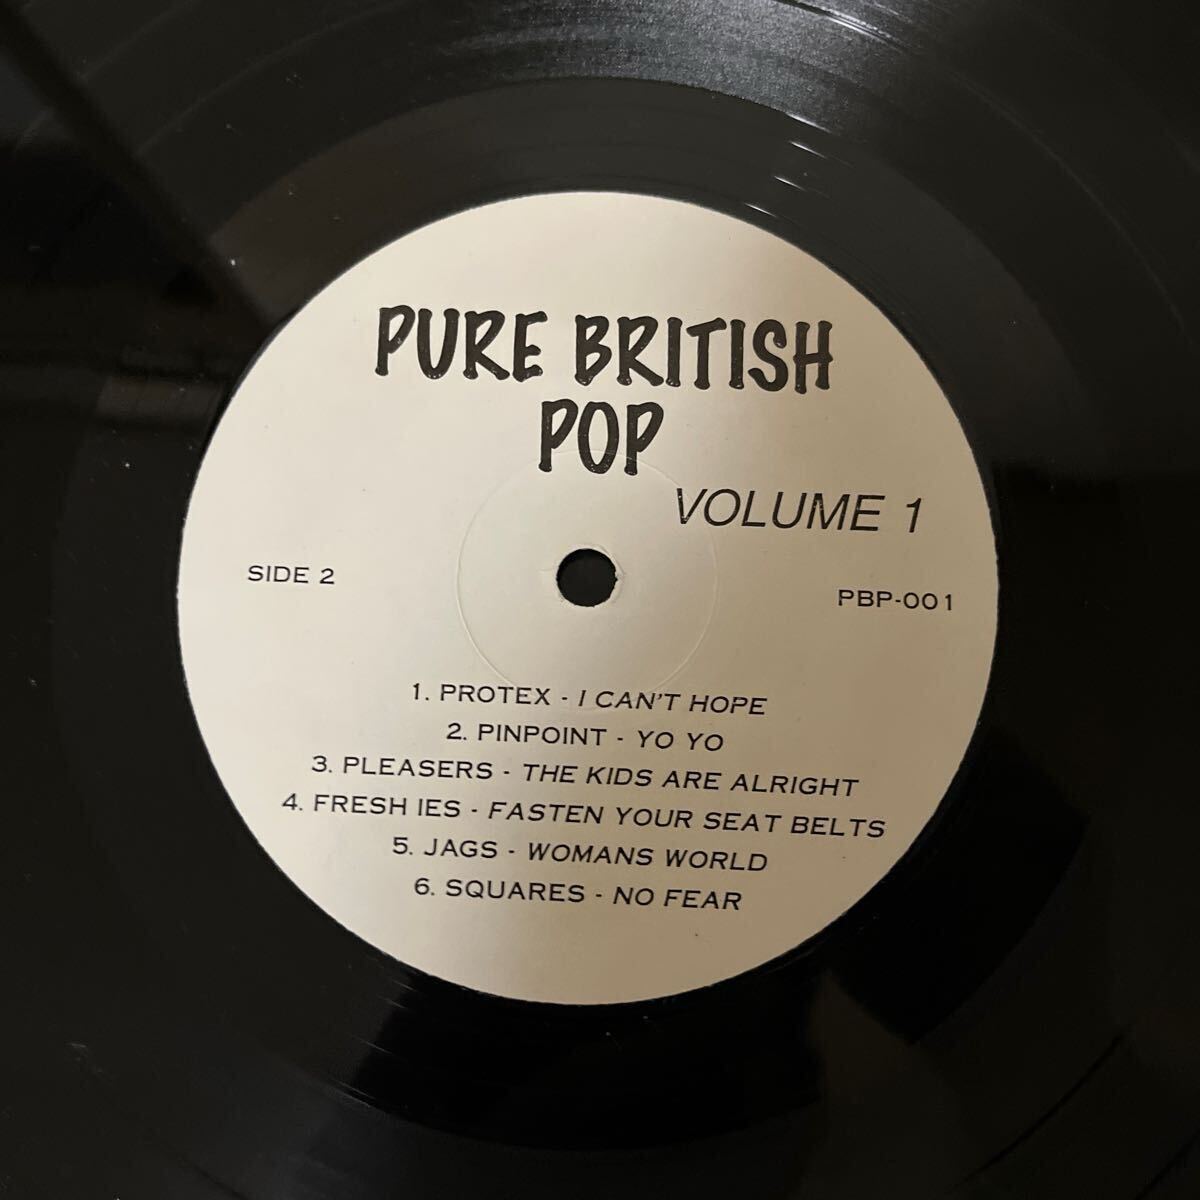 PURE BRITISH
POP
VOLUME 1
SIDE 2
PBP-001
1. PROTEX - I CAN'T HOPE
2. PINPOINT - YO YO
3. PLEASERS - THE KIDS ARE ALRIGHT
4. FRESH IES - FASTEN YOUR SEAT BELTS
5. JAGS - WOMANS WORLD
6. SQUARES - NO FEAR